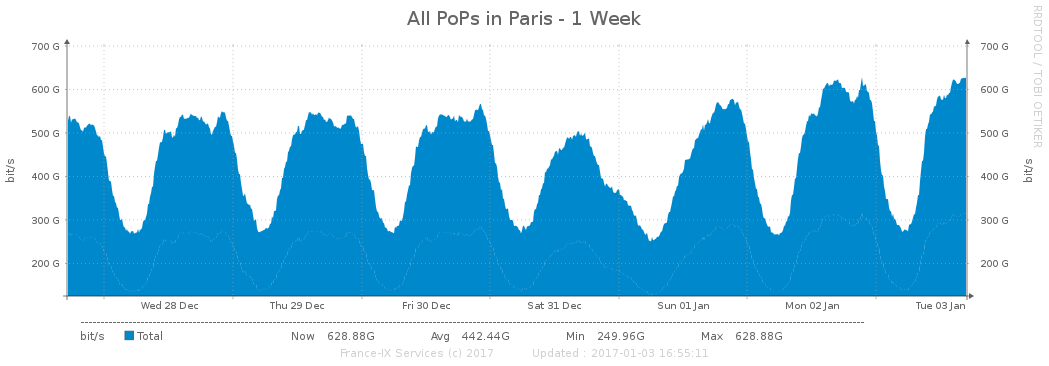 All PoPs in Paris - 1 Week
RRDTOOL / TOBI OETIKER
700 G 700 G
600 G 600 G
500 G 500 G
400 G 400 G
300 G 300 G
200 G 200 G
bit/s bit/s
Wed 28 Dec Thu 29 Dec Fri 30 Dec Sat 31 Dec Sun 01 Jan Mon 02 Jan Tue 03 Jan
bit/s Total Now 628.88G Avg 442.44G Min 249.96G Max 628.88G
France-IX Services (c) 2017 Updated : 2017-01-03 16:55:11